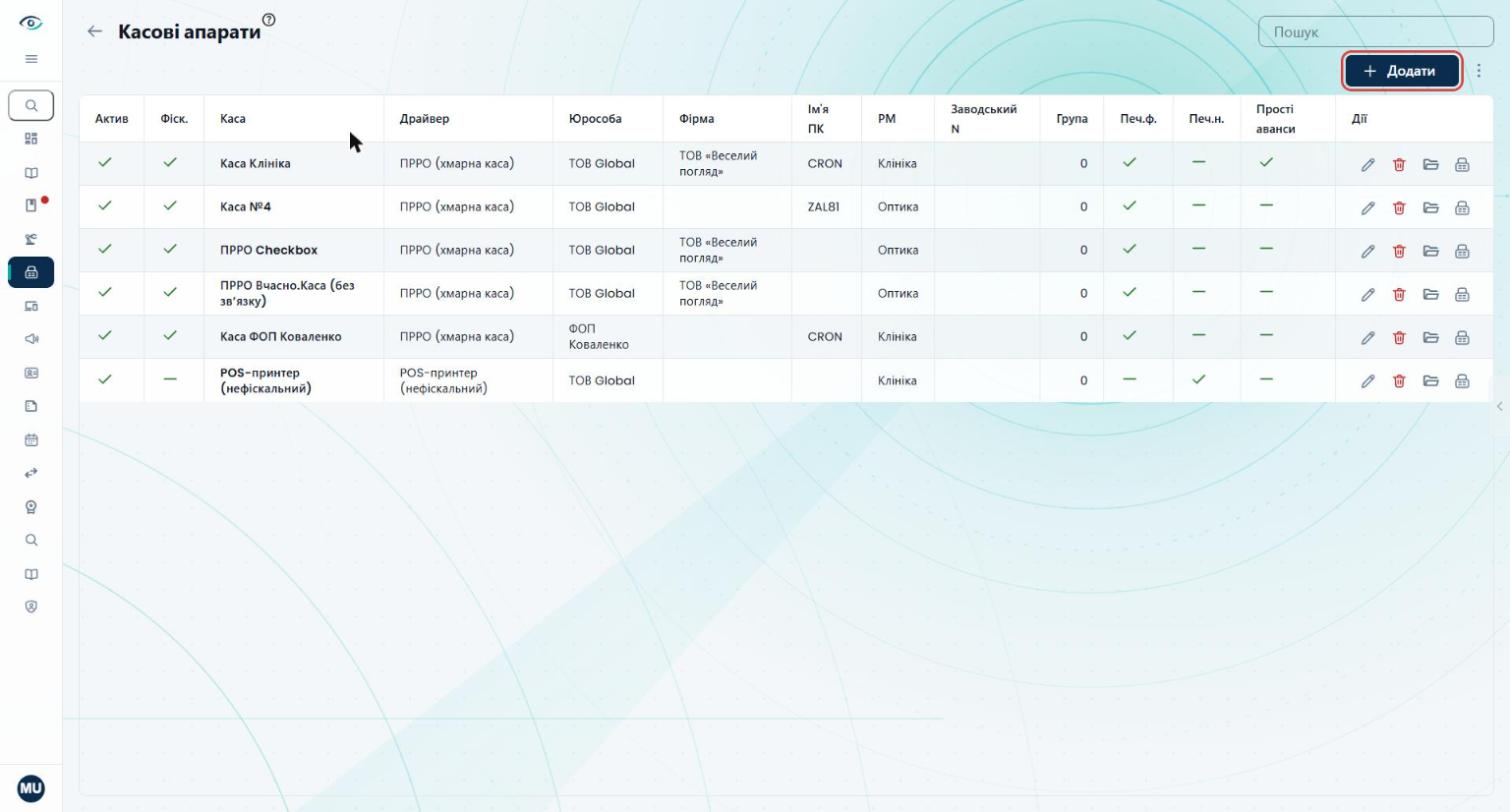 Касові апарати
?
Пошук
+ Додати
Актив Фіск. Каса Драйвер Юрособа Фірма Ім'я ПК РМ Заводський N Група Печ.ф. Печ.н. Прості аванси Дії
Каса Клініка ПРРО (хмарна каса) ТОВ Global ТОВ «Веселий погляд» CRON Клініка 0
Каса №4 ПРРО (хмарна каса) ТОВ Global ZAL81 Оптика 0
ПРРО Checkbox ПРРО (хмарна каса) ТОВ Global ТОВ «Веселий погляд» Оптика 0
ПРРО Вчасно.Каса (без зв'язку) ПРРО (хмарна каса) ТОВ Global ТОВ «Веселий погляд» Оптика 0
Каса ФОП Коваленко ПРРО (хмарна каса) ФОП Коваленко CRON Клініка 0
POS-принтер (нефіскальний) POS-принтер (нефіскальний) ТОВ Global Клініка 0
MU